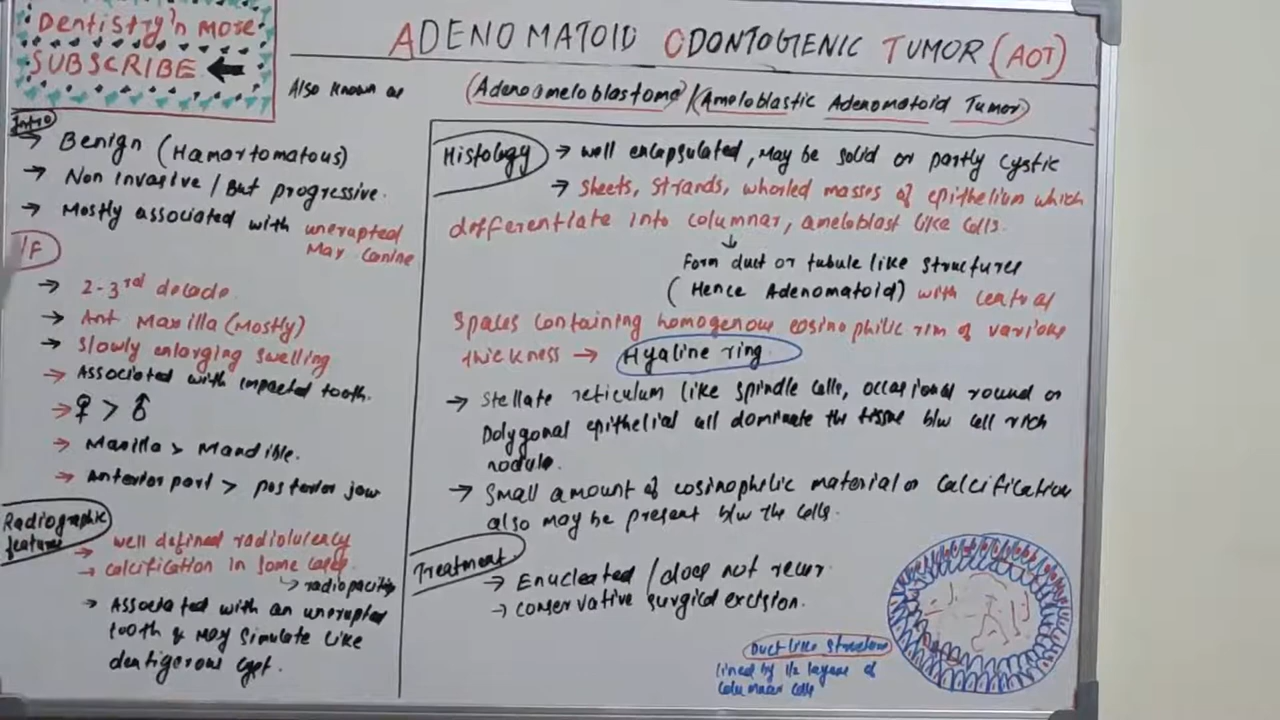 Dentistry'n more
SUBSCRIBE
ADENOMATOID ODONTOGENIC TUMOR (AOT)
Also known as (Adenoameloblastoma)/(Ameloblastic Adenomatoid Tumor)
Intro
→ Benign (Hamartomatous)
→ Non invasive / But progressive.
→ Mostly associated with unerupted
Max canine
/F
→ 2-3rd decade
→ Ant Maxilla (Mostly)
→ Slowly enlarging swelling
→ Associated with impacted tooth.
→ ♀ > ♂
→ Maxilla > Mandible.
→ Anterior part > posterior jaw
Radiographic
features
→ well defined radiolucency
→ calcification in some cases.
↳ radiopacities
→ Associated with an unerupted
tooth & may simulate like
dentigerous cyst.
Histology → well encapsulated, May be solid or partly cystic
→ sheets, strands, whorled masses of epithelium which
differentiate into columnar, ameloblast like cells.
↓
Form duct or tubule like structures
(Hence Adenomatoid) with central
spaces containing homogenous eosinophilic rim of various
thickness → Hyaline ring
→ Stellate reticulum like spindle cells, occasional round or
polygonal epithelial cell dominate the tissue b/w cell rich
nodule.
→ Small amount of eosinophilic material or calcification
also may be present b/w the cells.
Treatment
→ Enucleated / does not recur
→ conservative surgical excision.
Duct like structure
lined by 1/2 layers of
columnar cells